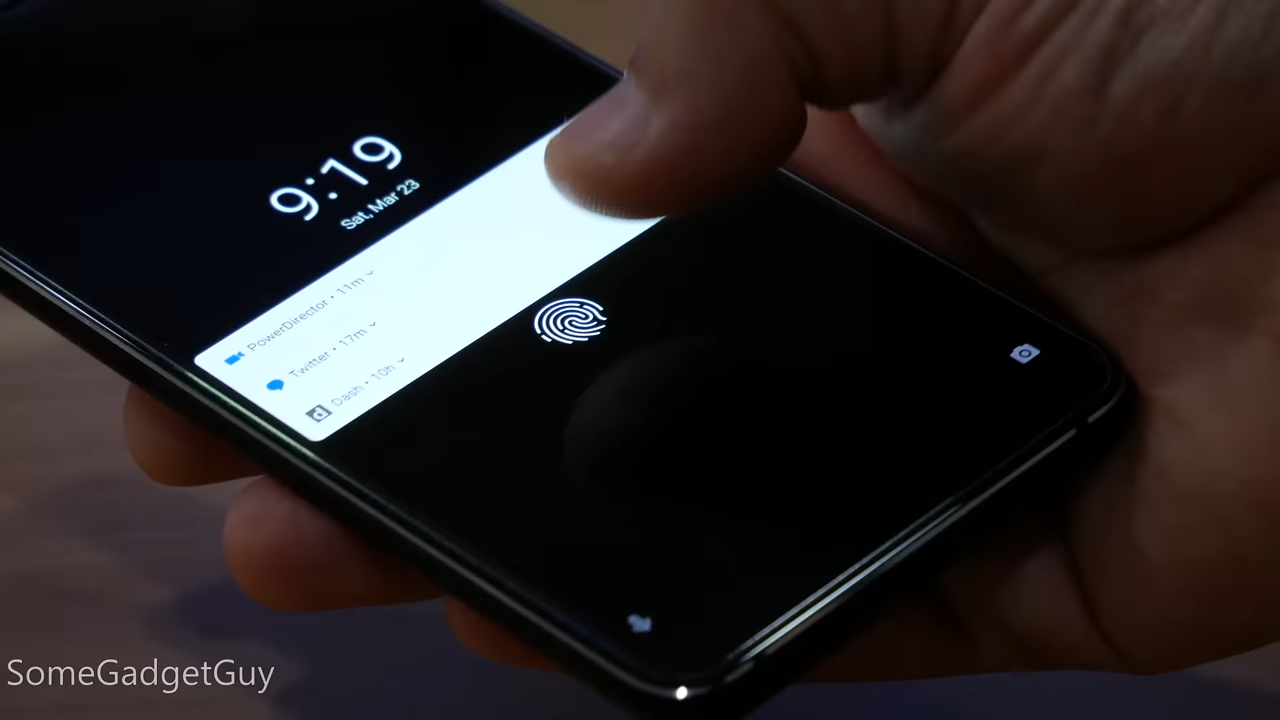 9:19
Sat, Mar 23
PowerDirector • 11m
Twitter • 17m
d Dash • 10h
SomeGadgetGuy